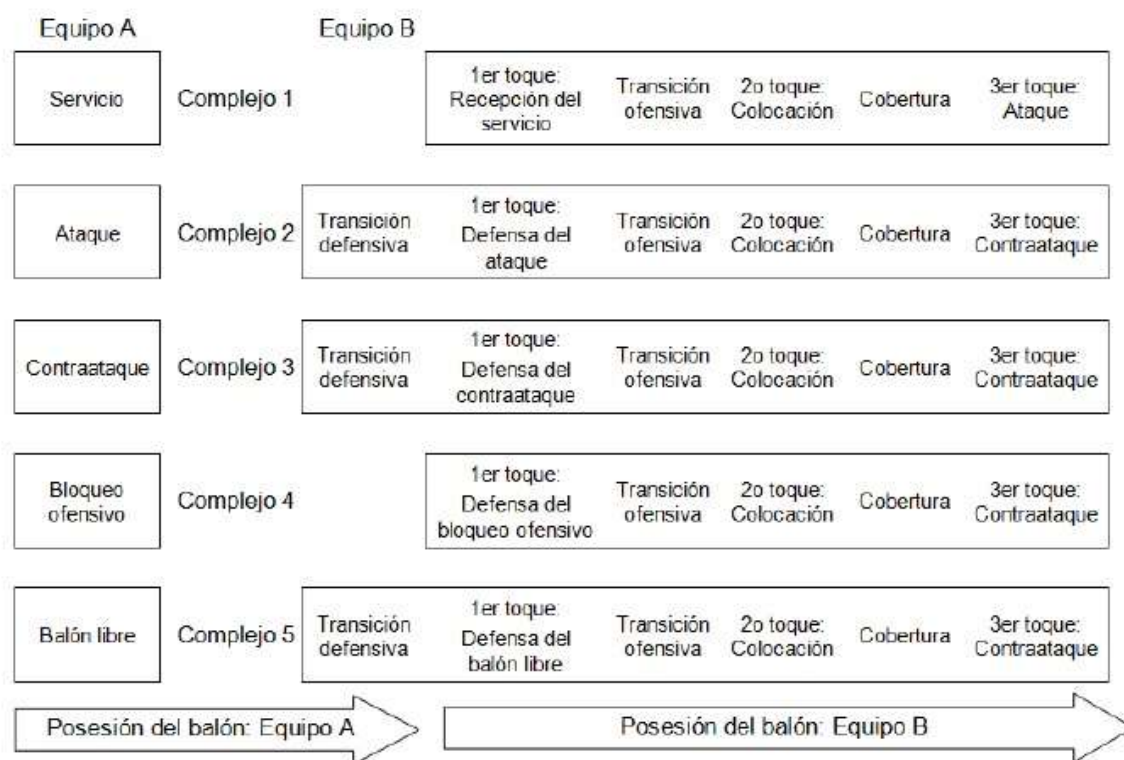 Equipo A
Equipo B
Servicio
Complejo 1
1er toque:
Recepción del
servicio
Transición
ofensiva
2o toque:
Colocación
Cobertura
3er toque:
Ataque
Ataque
Complejo 2
Transición
defensiva
1er toque:
Defensa del
ataque
Transición
ofensiva
2o toque:
Colocación
Cobertura
3er toque:
Contraataque
Contraataque
Complejo 3
Transición
defensiva
1er toque:
Defensa del
contraataque
Transición
ofensiva
2o toque:
Colocación
Cobertura
3er toque:
Contraataque
Bloqueo
ofensivo
Complejo 4
1er toque:
Defensa del
bloqueo ofensivo
Transición
ofensiva
2o toque:
Colocación
Cobertura
3er toque:
Contraataque
Balón libre
Complejo 5
Transición
defensiva
1er toque:
Defensa del
balón libre
Transición
ofensiva
2o toque:
Colocación
Cobertura
3er toque:
Contraataque
Posesión del balón: Equipo A
Posesión del balón: Equipo B